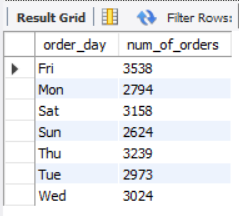 Result Grid Filter Rows:
order_day num_of_orders
Fri 3538
Mon 2794
Sat 3158
Sun 2624
Thu 3239
Tue 2973
Wed 3024